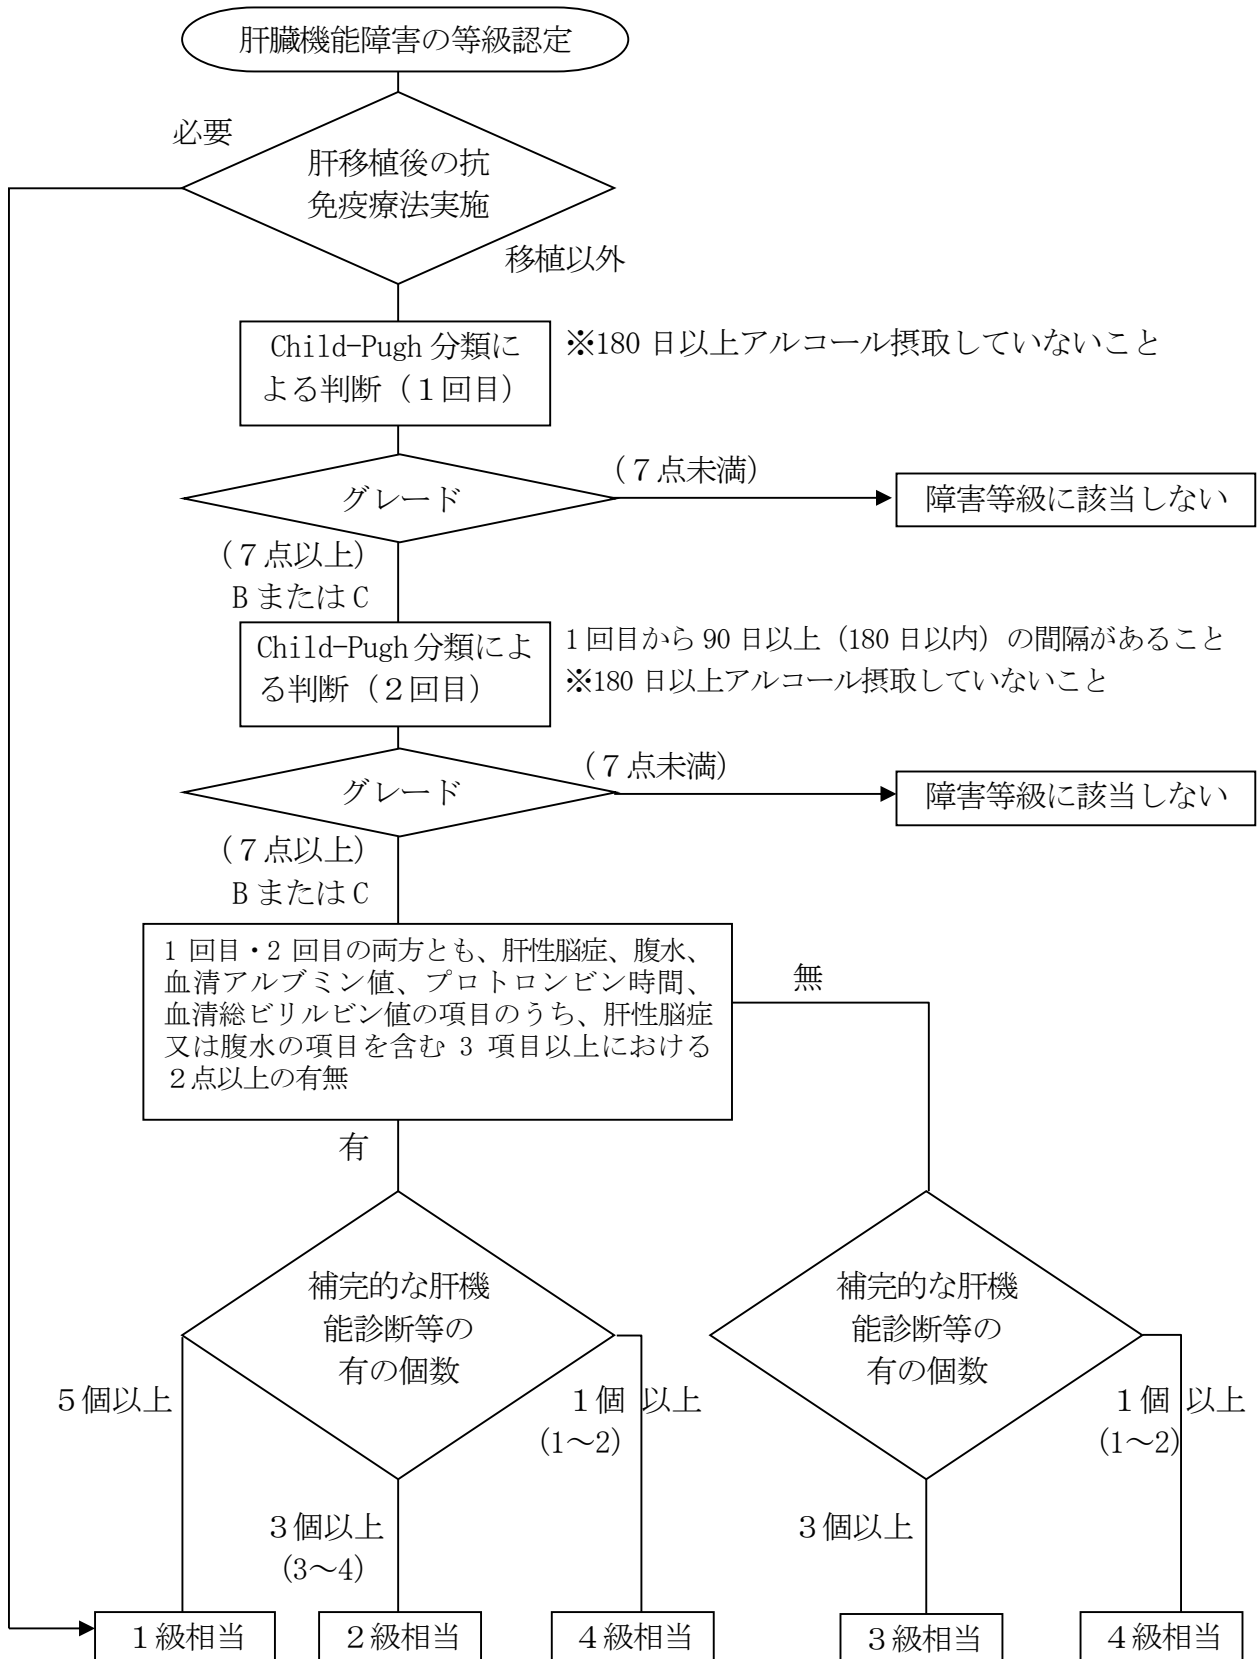 肝臓機能障害の等級認定
必要
肝移植後の抗
免疫療法実施
移植以外
Child-Pugh 分類に
よる判断（１回目）
※180 日以上アルコール摂取していないこと
グレード
（７点未満）
障害等級に該当しない
（７点以上）
B または C
Child-Pugh 分類によ
る判断（２回目）
1 回目から 90 日以上（180 日以内）の間隔があること
※180 日以上アルコール摂取していないこと
グレード
（７点未満）
障害等級に該当しない
（７点以上）
B または C
1 回目・2 回目の両方とも、肝性脳症、腹水、
血清アルブミン値、プロトロンビン時間、
血清総ビリルビン値の項目のうち、肝性脳症
又は腹水の項目を含む 3 項目以上における
２点以上の有無
無
有
補完的な肝機
能診断等の
有の個数
補完的な肝機
能診断等の
有の個数
５個以上
１個 以上
(1～2)
１個 以上
(1～2)
３個以上
(3～4)
３個以上
１級相当
２級相当
４級相当
３級相当
４級相当